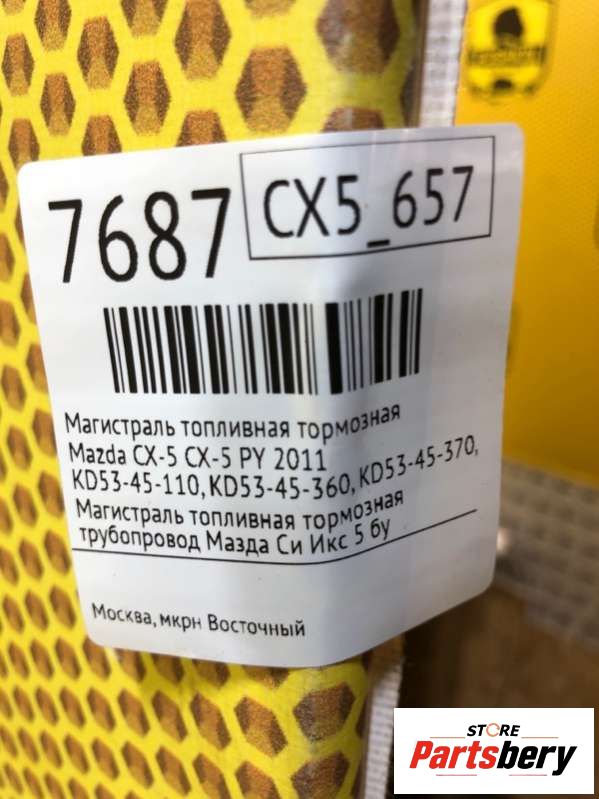 7687
CX5_657
Магистраль топливная тормозная
Mazda CX-5 CX-5 PY 2011
KD53-45-110, KD53-45-360, KD53-45-370,
Магистраль топливная тормозная
трубопровод Мазда Си Икс 5 бу
Москва, мкрн Восточный
STORE
Partsbery